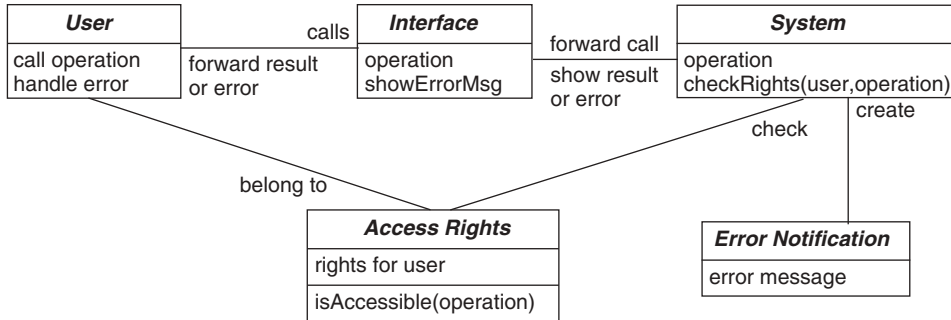 User
call operation
handle error
calls
forward result
or error
Interface
operation
showErrorMsg
forward call
show result
or error
System
operation
checkRights(user,operation)
check
create
belong to
Access Rights
rights for user
isAccessible(operation)
Error Notification
error message